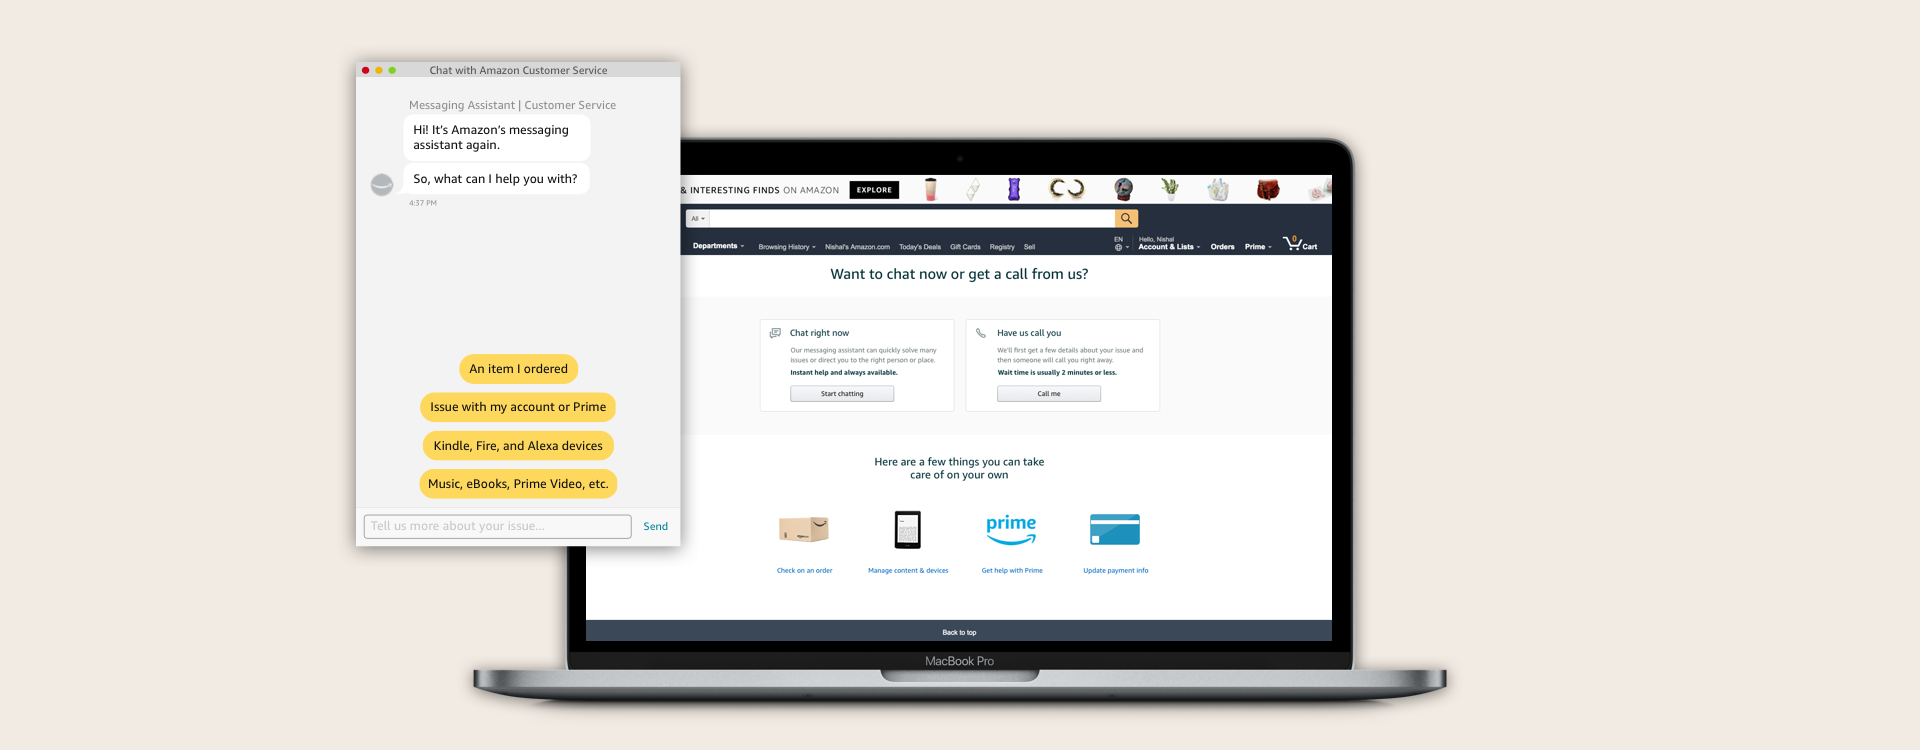 Chat with Amazon Customer Service
Messaging Assistant | Customer Service
Hi! It's Amazon's messaging
assistant again.
So, what can I help you with?
4:37 PM
An item I ordered
Issue with my account or Prime
Kindle, Fire, and Alexa devices
Music, eBooks, Prime Video, etc.
Tell us more about your issue...
Send
& INTERESTING FINDS ON AMAZON
EXPLORE
All
Departments
Browsing History
Nishal's Amazon.com
Today's Deals
Gift Cards
Registry
Sell
EN
Hello, Nishal
Account & Lists
Orders
Prime
0
Cart
Want to chat now or get a call from us?
Chat right now
Our messaging assistant can quickly solve many
issues or direct you to the right person or place.
Instant help and always available.
Start chatting
Have us call you
We'll first get a few details about your issue and
then someone will call you right away.
Wait time is usually 2 minutes or less.
Call me
Here are a few things you can take
care of on your own
prime
Check on an order
Manage content & devices
Get help with Prime
Update payment info
Back to top
MacBook Pro